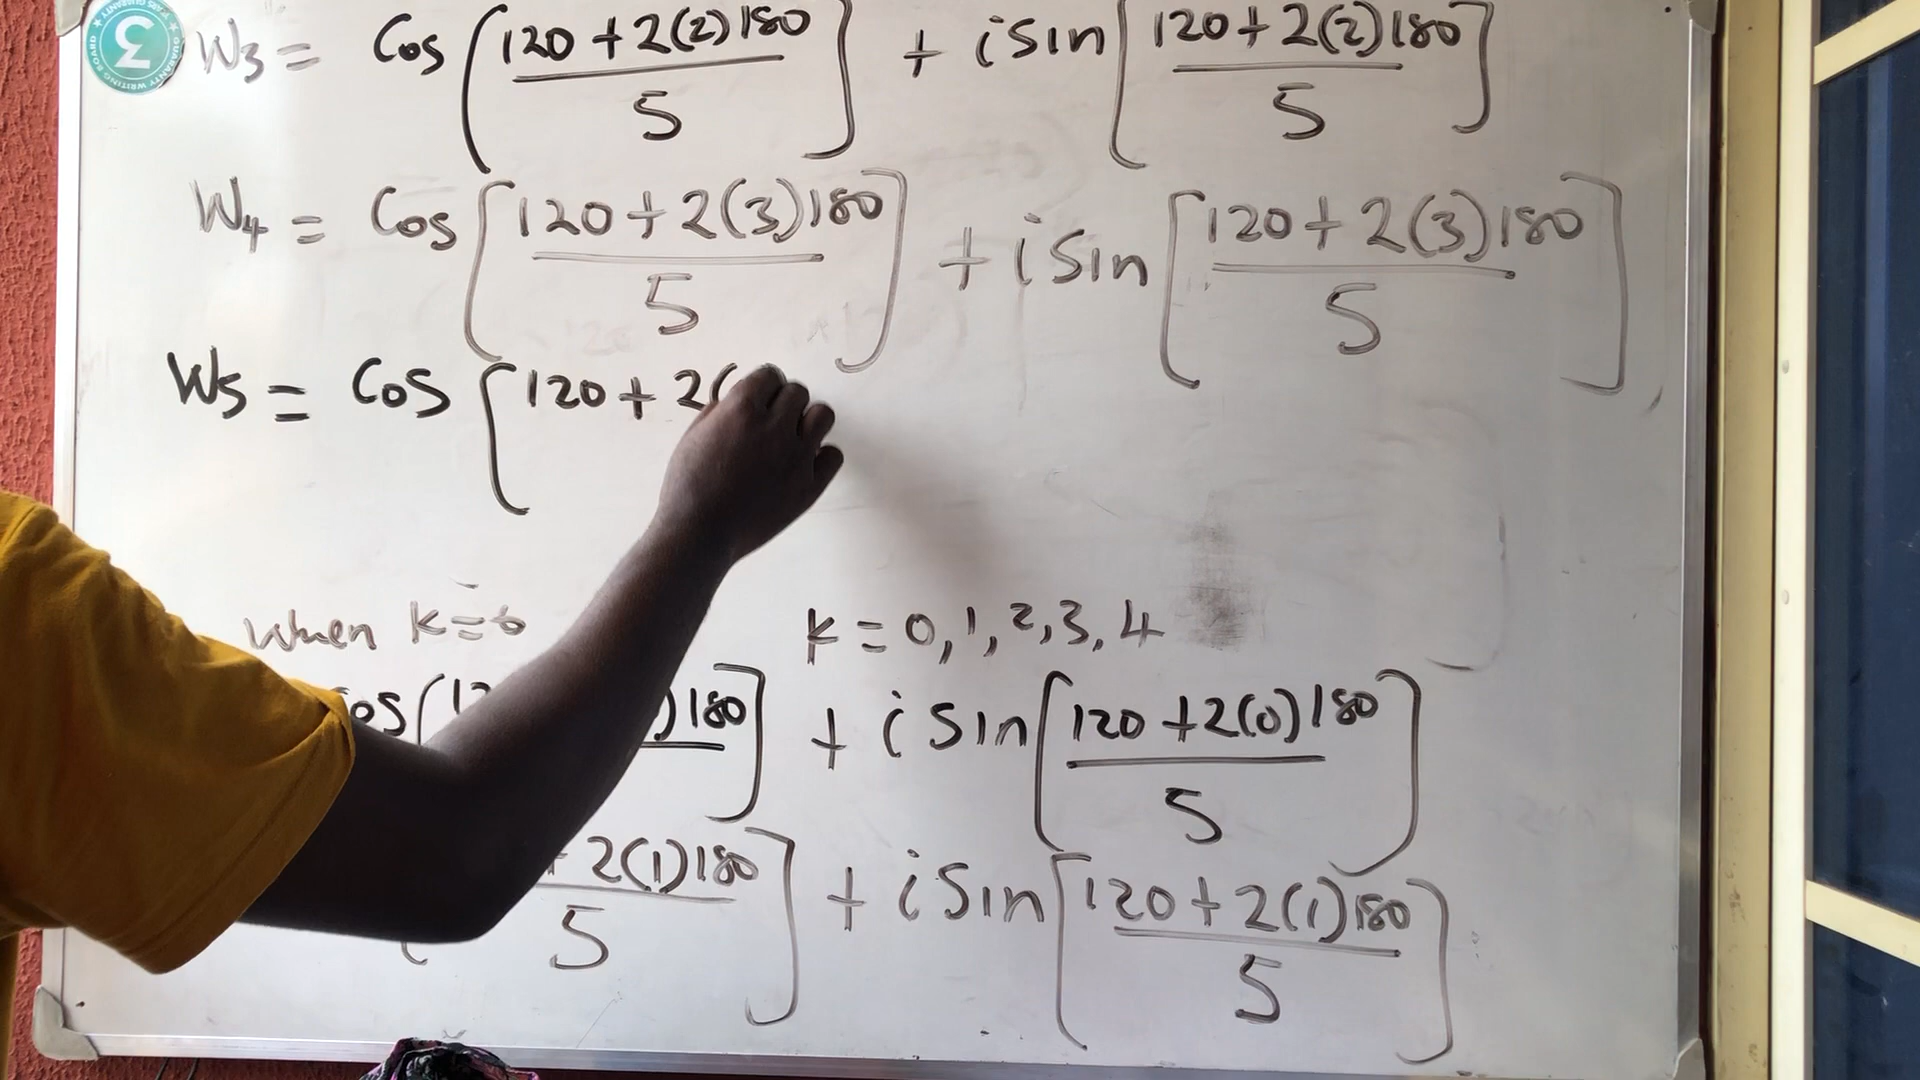 W3 = Cos [120 + 2(2)180 / 5] + i Sin [120 + 2(2)180 / 5]
W4 = Cos [120 + 2(3)180 / 5] + i Sin [120 + 2(3)180 / 5]
W5 = Cos [120 + 2(
When K = 0 K = 0, 1, 2, 3, 4
)180] + i Sin [120 + 2(0)180 / 5]
2(1)180 / 5] + i Sin [120 + 2(1)180 / 5]